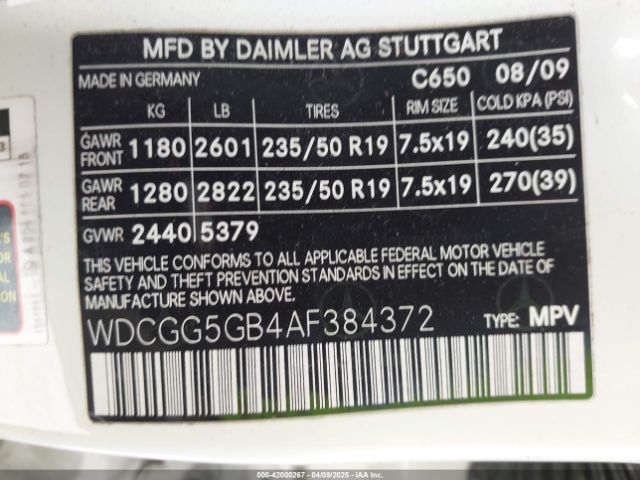 MFD BY DAIMLER AG STUTTGART
MADE IN GERMANY C650 08/09
KG LB TIRES RIM SIZE COLD KPA (PSI)
GAWR FRONT 1180 2601 235/50 R19 7.5x19 240(35)
GAWR REAR 1280 2822 235/50 R19 7.5x19 270(39)
GVWR 2440 5379
THIS VEHICLE CONFORMS TO ALL APPLICABLE FEDERAL MOTOR VEHICLE
SAFETY AND THEFT PREVENTION STANDARDS IN EFFECT ON THE DATE OF
MANUFACTURE SHOWN ABOVE.
WDCGG5GB4AF384372 TYPE: MPV
000-42000267 - 04/09/2025 - IAAI.com